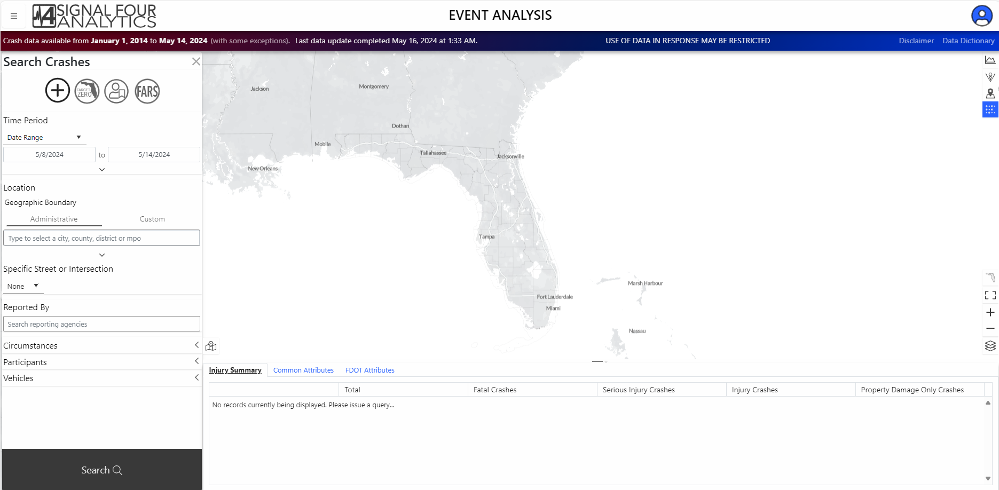 SIGNAL FOUR
ANALYTICS
EVENT ANALYSIS
Crash data available from January 1, 2014 to May 14, 2024 (with some exceptions). Last data update completed May 16, 2024 at 1:33 AM.
USE OF DATA IN RESPONSE MAY BE RESTRICTED
Disclaimer
Data Dictionary
Search Crashes
TARGET
ZERO
FARS
Time Period
Date Range
5/8/2024 to 5/14/2024
Location
Geographic Boundary
Administrative
Custom
Type to select a city, county, district or mpo
Specific Street or Intersection
None
Reported By
Search reporting agencies
Circumstances
Participants
Vehicles
Search
Jackson
Montgomery
Dothan
Mobile
Tallahassee
Jacksonville
New Orleans
Tampa
Marsh Harbour
Fort Lauderdale
Miami
Nassau
Injury Summary
Common Attributes
FDOT Attributes
Total
Fatal Crashes
Serious Injury Crashes
Injury Crashes
Property Damage Only Crashes
No records currently being displayed. Please issue a query...